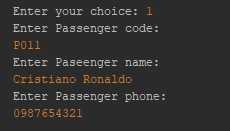 Enter your choice: 1
Enter Passenger code:
P011
Enter Paseenger name:
Cristiano Ronaldo
Enter Passenger phone:
0987654321